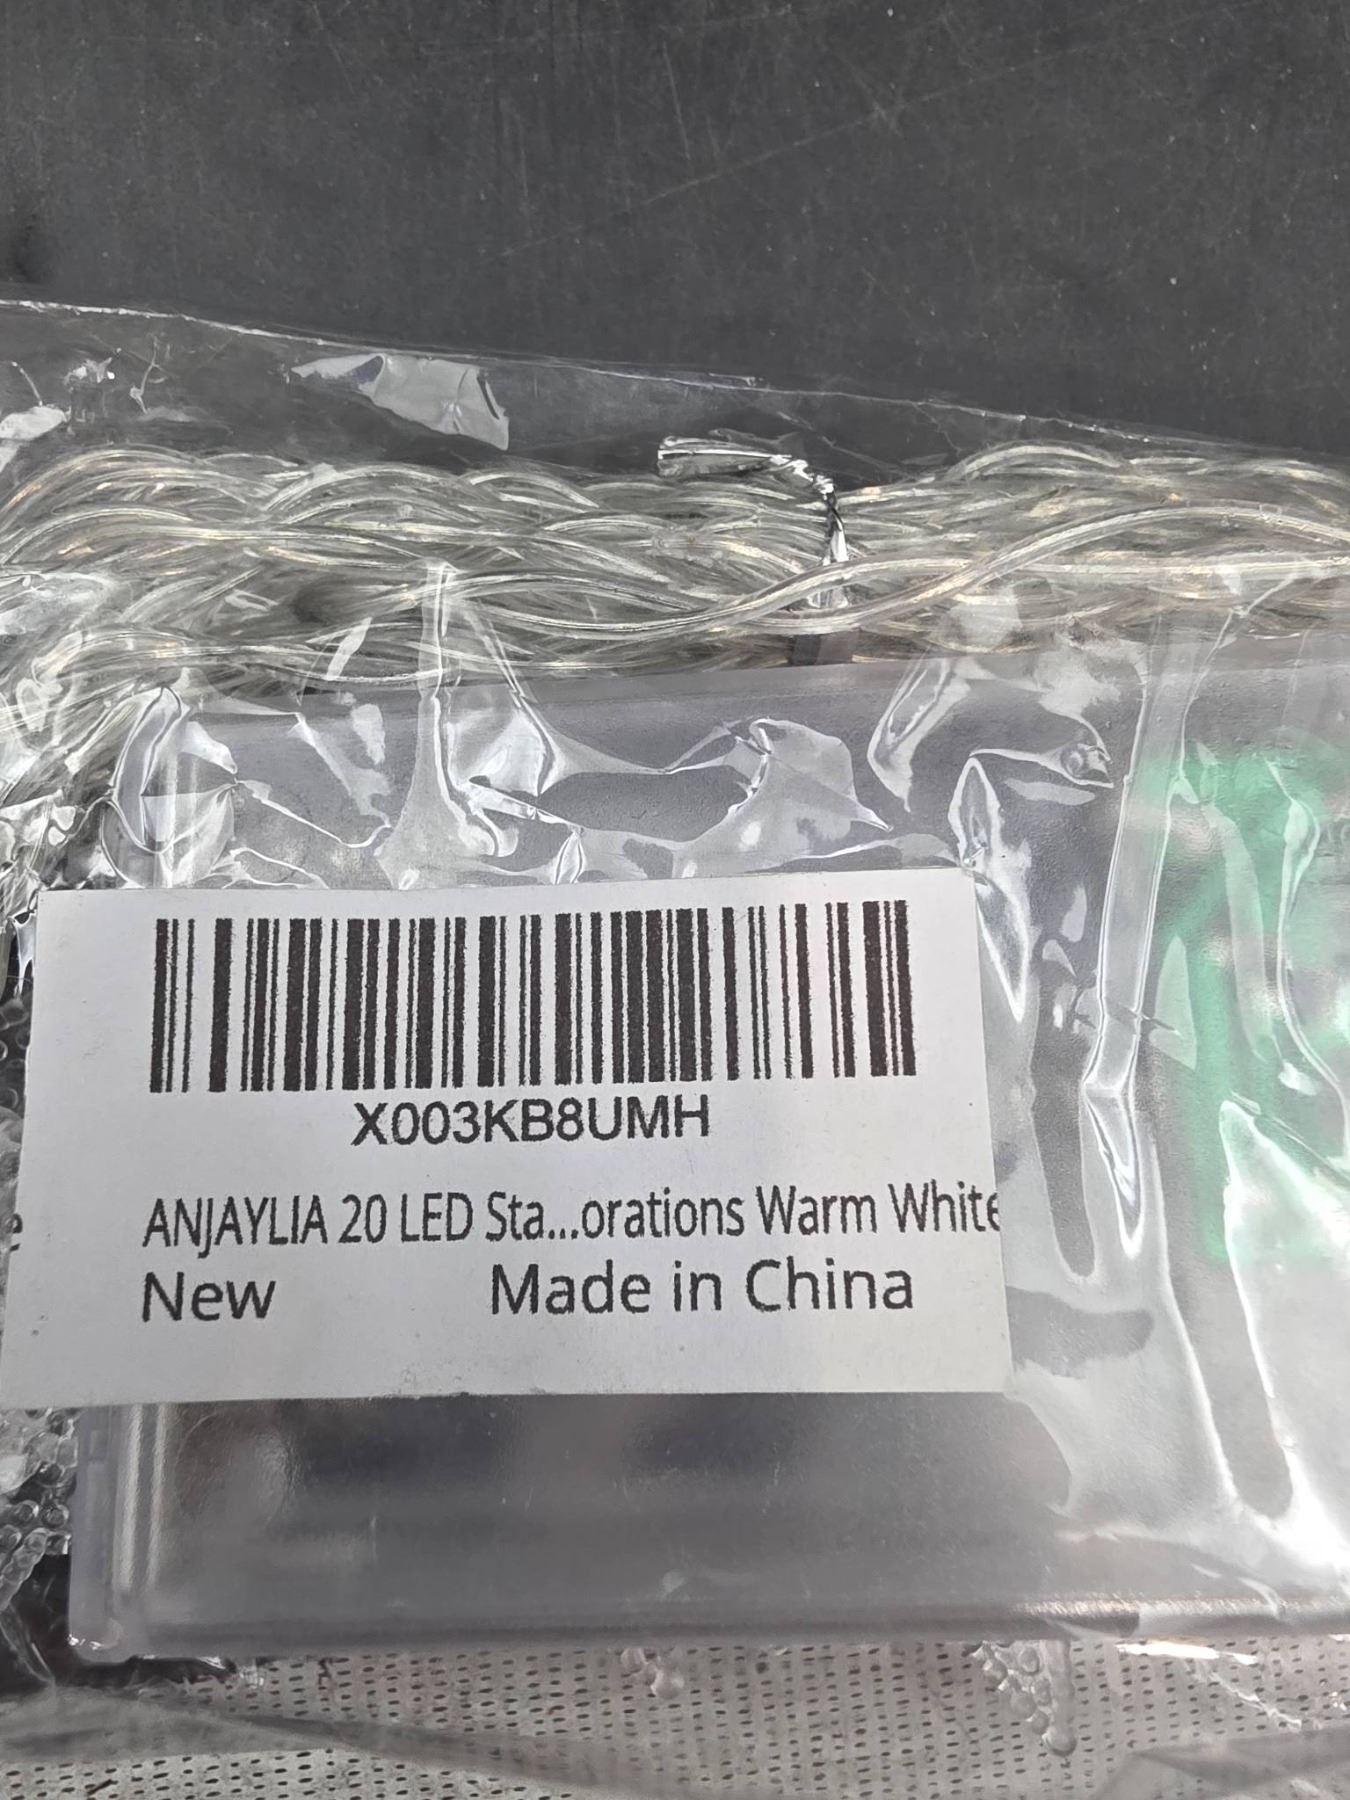 X003KB8UMH
ANJAYLIA 20 LED Sta...orations Warm White
New Made in China